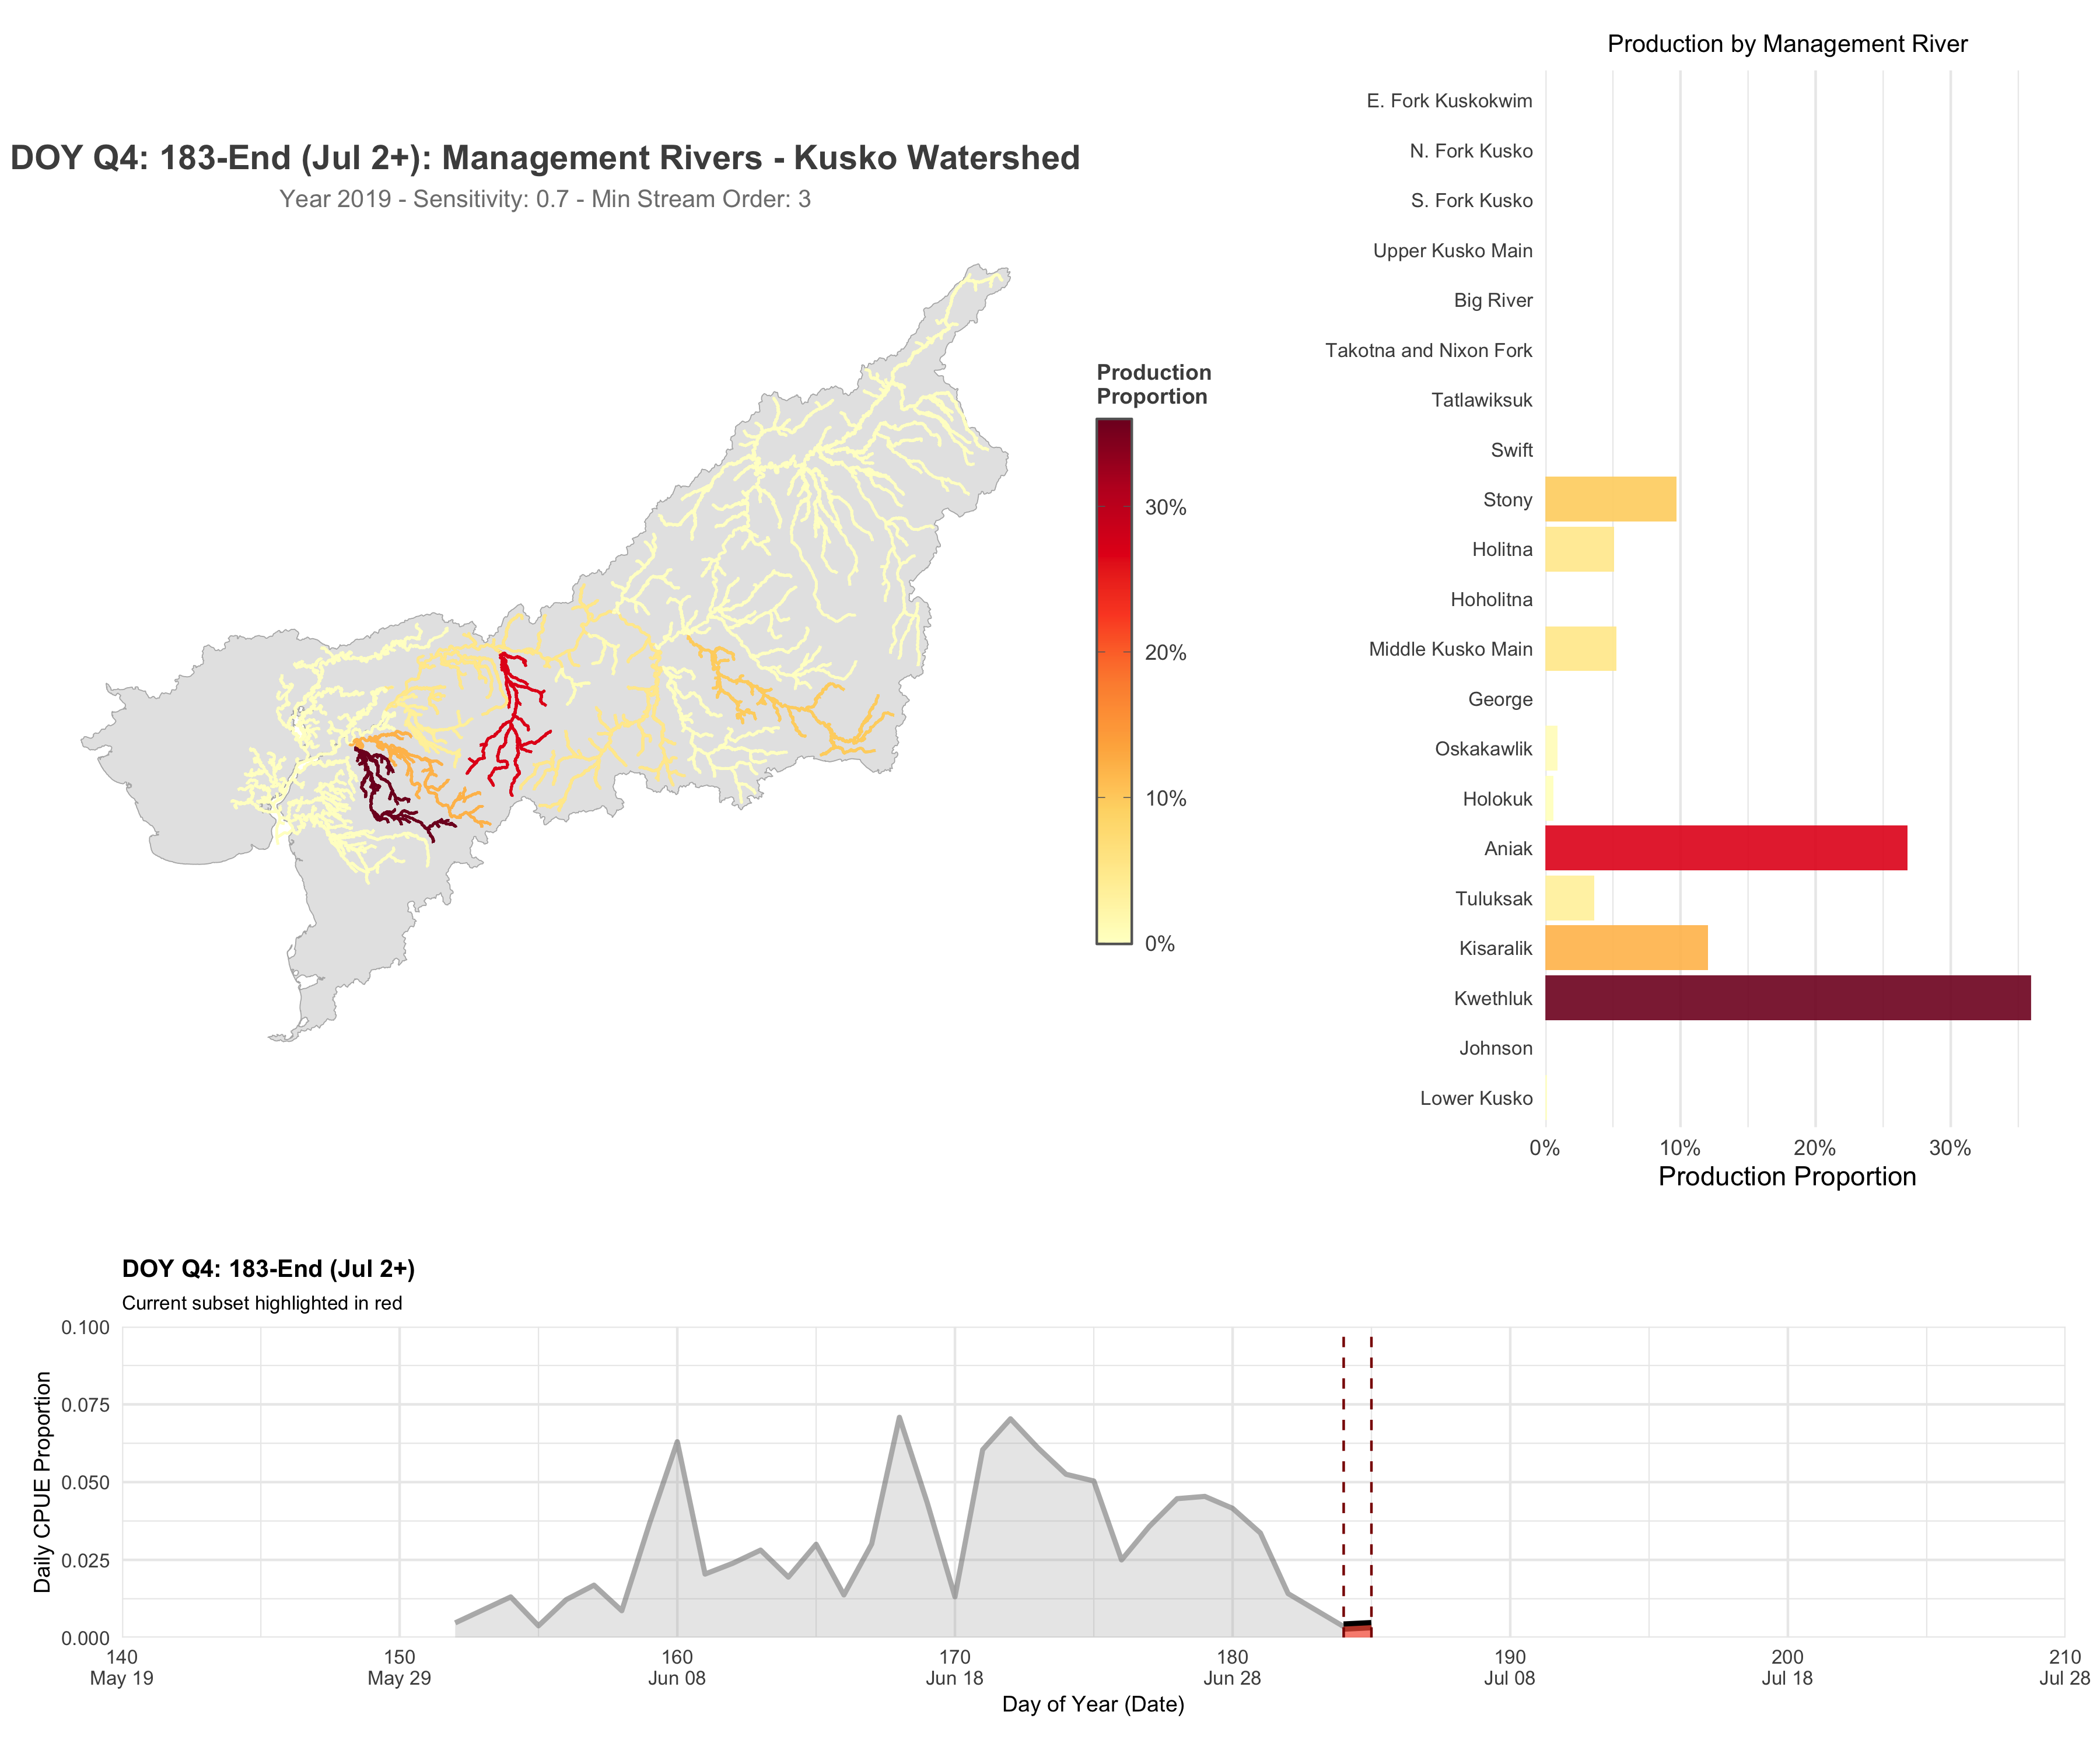 DOY Q4: 183-End (Jul 2+): Management Rivers - Kusko Watershed
Year 2019 - Sensitivity: 0.7 - Min Stream Order: 3
Production
Proportion
30%
20%
10%
0%
Production by Management River
E. Fork Kuskokwim
N. Fork Kusko
S. Fork Kusko
Upper Kusko Main
Big River
Takotna and Nixon Fork
Tatlawiksuk
Swift
Stony
Holitna
Hoholitna
Middle Kusko Main
George
Oskakawlik
Holokuk
Aniak
Tuluksak
Kisaralik
Kwethluk
Johnson
Lower Kusko
0% 10% 20% 30%
Production Proportion
DOY Q4: 183-End (Jul 2+)
Current subset highlighted in red
Daily CPUE Proportion
0.100
0.075
0.050
0.025
0.000
140 150 160 170 180 190 200 210
May 19 May 29 Jun 08 Jun 18 Jun 28 Jul 08 Jul 18 Jul 28
Day of Year (Date)